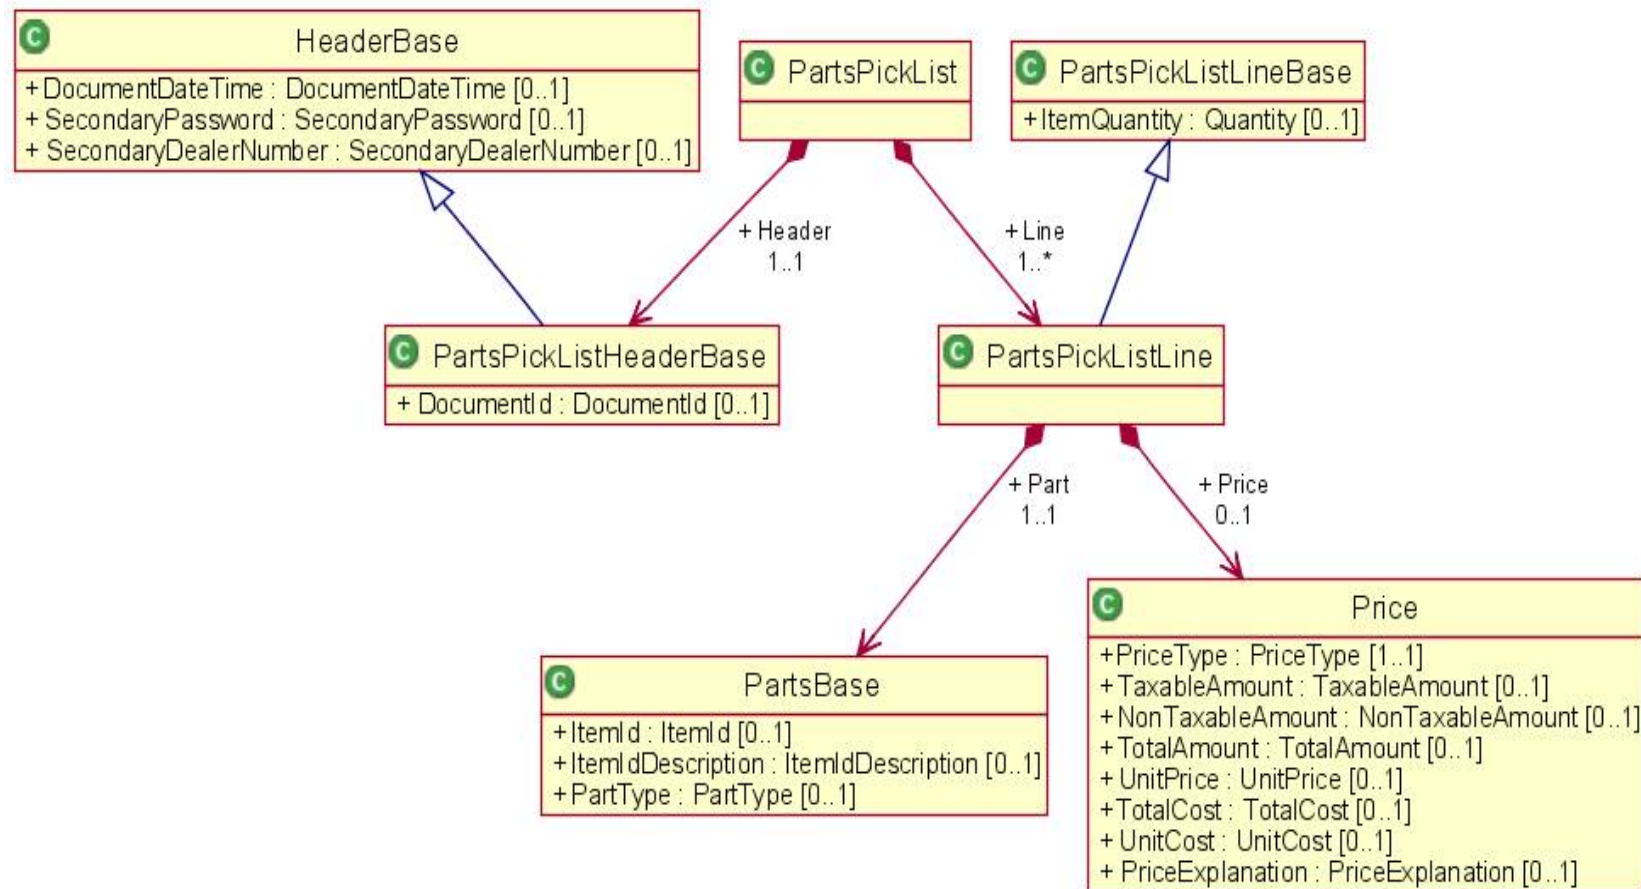 C HeaderBase
+ DocumentDateTime : DocumentDateTime [0..1]
+ SecondaryPassword : SecondaryPassword [0..1]
+ SecondaryDealerNumber : SecondaryDealerNumber [0..1]
C PartsPickList
C PartsPickListLineBase
+ ItemQuantity : Quantity [0..1]
+ Header
1..1
+ Line
1..*
C PartsPickListHeaderBase
+ DocumentId : DocumentId [0..1]
C PartsPickListLine
+ Part
1..1
+ Price
0..1
C PartsBase
+ ItemId : ItemId [0..1]
+ ItemIdDescription : ItemIdDescription [0..1]
+ PartType : PartType [0..1]
C Price
+ PriceType : PriceType [1..1]
+ TaxableAmount : TaxableAmount [0..1]
+ NonTaxableAmount : NonTaxableAmount [0..1]
+ TotalAmount : TotalAmount [0..1]
+ UnitPrice : UnitPrice [0..1]
+ TotalCost : TotalCost [0..1]
+ UnitCost : UnitCost [0..1]
+ PriceExplanation : PriceExplanation [0..1]